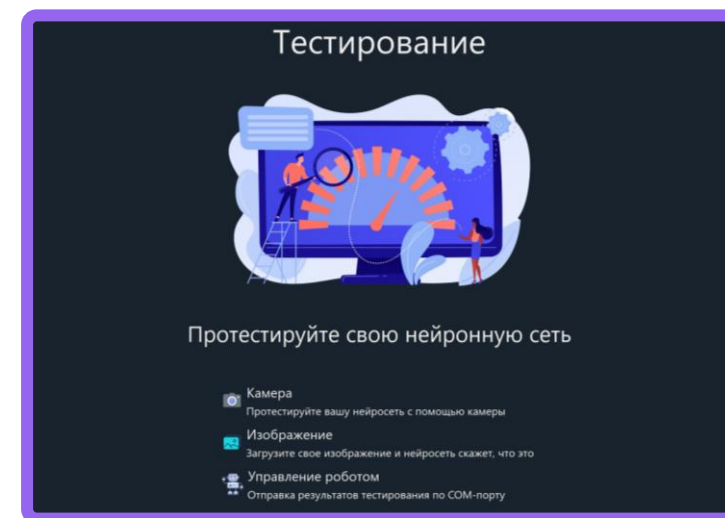 Тестирование
Протестируйте свою нейронную сеть
Камера
Протестируйте вашу нейросеть с помощью камеры
Изображение
Загрузите свое изображение и нейросеть скажет, что это
Управление роботом
Отправка результатов тестирования по COM-порту